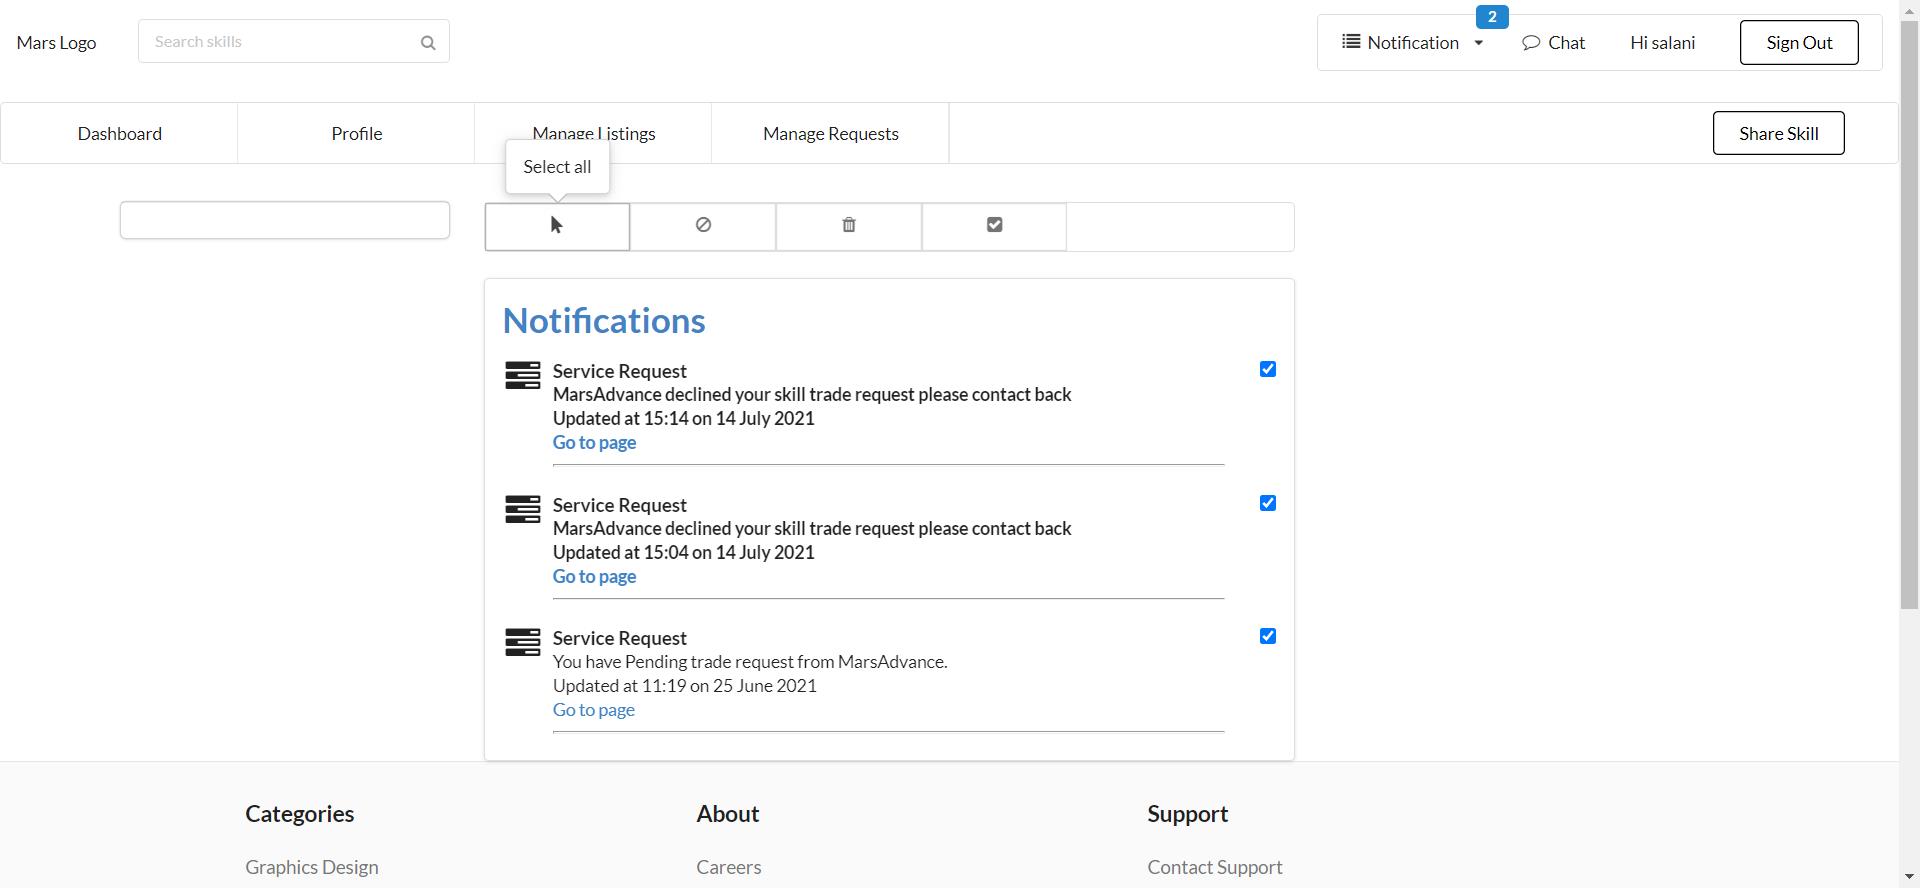 Mars Logo
Search skills
Notification
2
Chat
Hi salani
Sign Out
Dashboard
Profile
Manage Listings
Manage Requests
Share Skill
Select all
Notifications
Service Request
MarsAdvance declined your skill trade request please contact back
Updated at 15:14 on 14 July 2021
Go to page
Service Request
MarsAdvance declined your skill trade request please contact back
Updated at 15:04 on 14 July 2021
Go to page
Service Request
You have Pending trade request from MarsAdvance.
Updated at 11:19 on 25 June 2021
Go to page
Categories
About
Support
Graphics Design
Careers
Contact Support